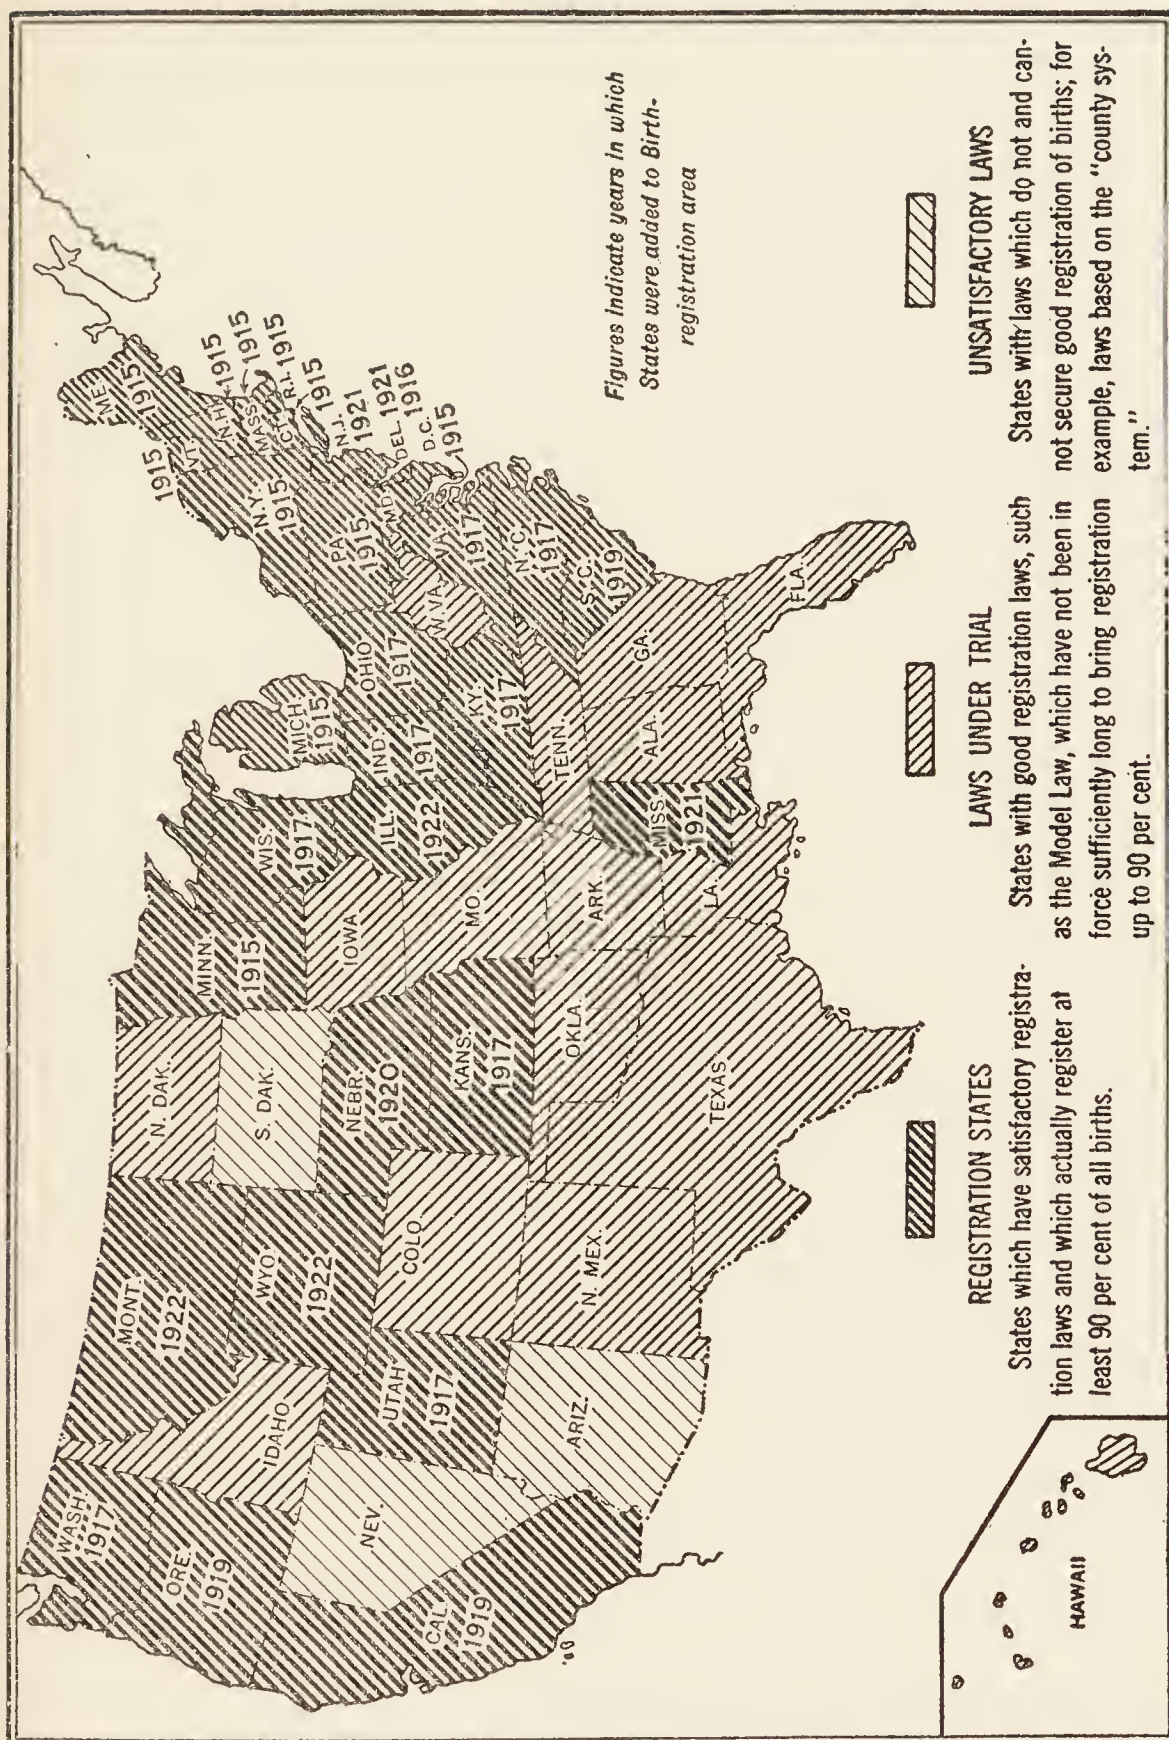 WASH.
1917
ORE.
1919
CAL.
1919
NEV.
IDAHO
MONT.
1922
WYO.
1922
UTAH
1917
ARIZ.
COLO.
N. MEX.
N. DAK.
S. DAK.
NEBR.
1920
KANS.
1917
OKLA.
TEXAS
MINN.
1915
IOWA
MO.
ARK.
LA.
WIS.
1917
ILL.
1922
MICH.
1915
IND.
1917
OHIO
1917
KY.
1917
TENN.
MISS.
1921
ALA.
GA.
FLA.
S. C.
1919
N. C.
1917
VA.
1917
W.VA.
PA.
1915
N.Y.
1915
ME.
1915
VT.
1915
N.H. 1915
MASS. 1915
R.I. 1915
CT.
1915
N.J.
1921
DEL. 1921
MD. 1916
D.C.
1915
Figures indicate years in which
States were added to Birth-
registration area
HAWAII
REGISTRATION STATES
States which have satisfactory registra-
tion laws and which actually register at
least 90 per cent of all births.
LAWS UNDER TRIAL
States with good registration laws, such
as the Model Law, which have not been in
force sufficiently long to bring registration
up to 90 per cent.
UNSATISFACTORY LAWS
States with laws which do not and can-
not secure good registration of births; for
example, laws based on the "county sys-
tem."